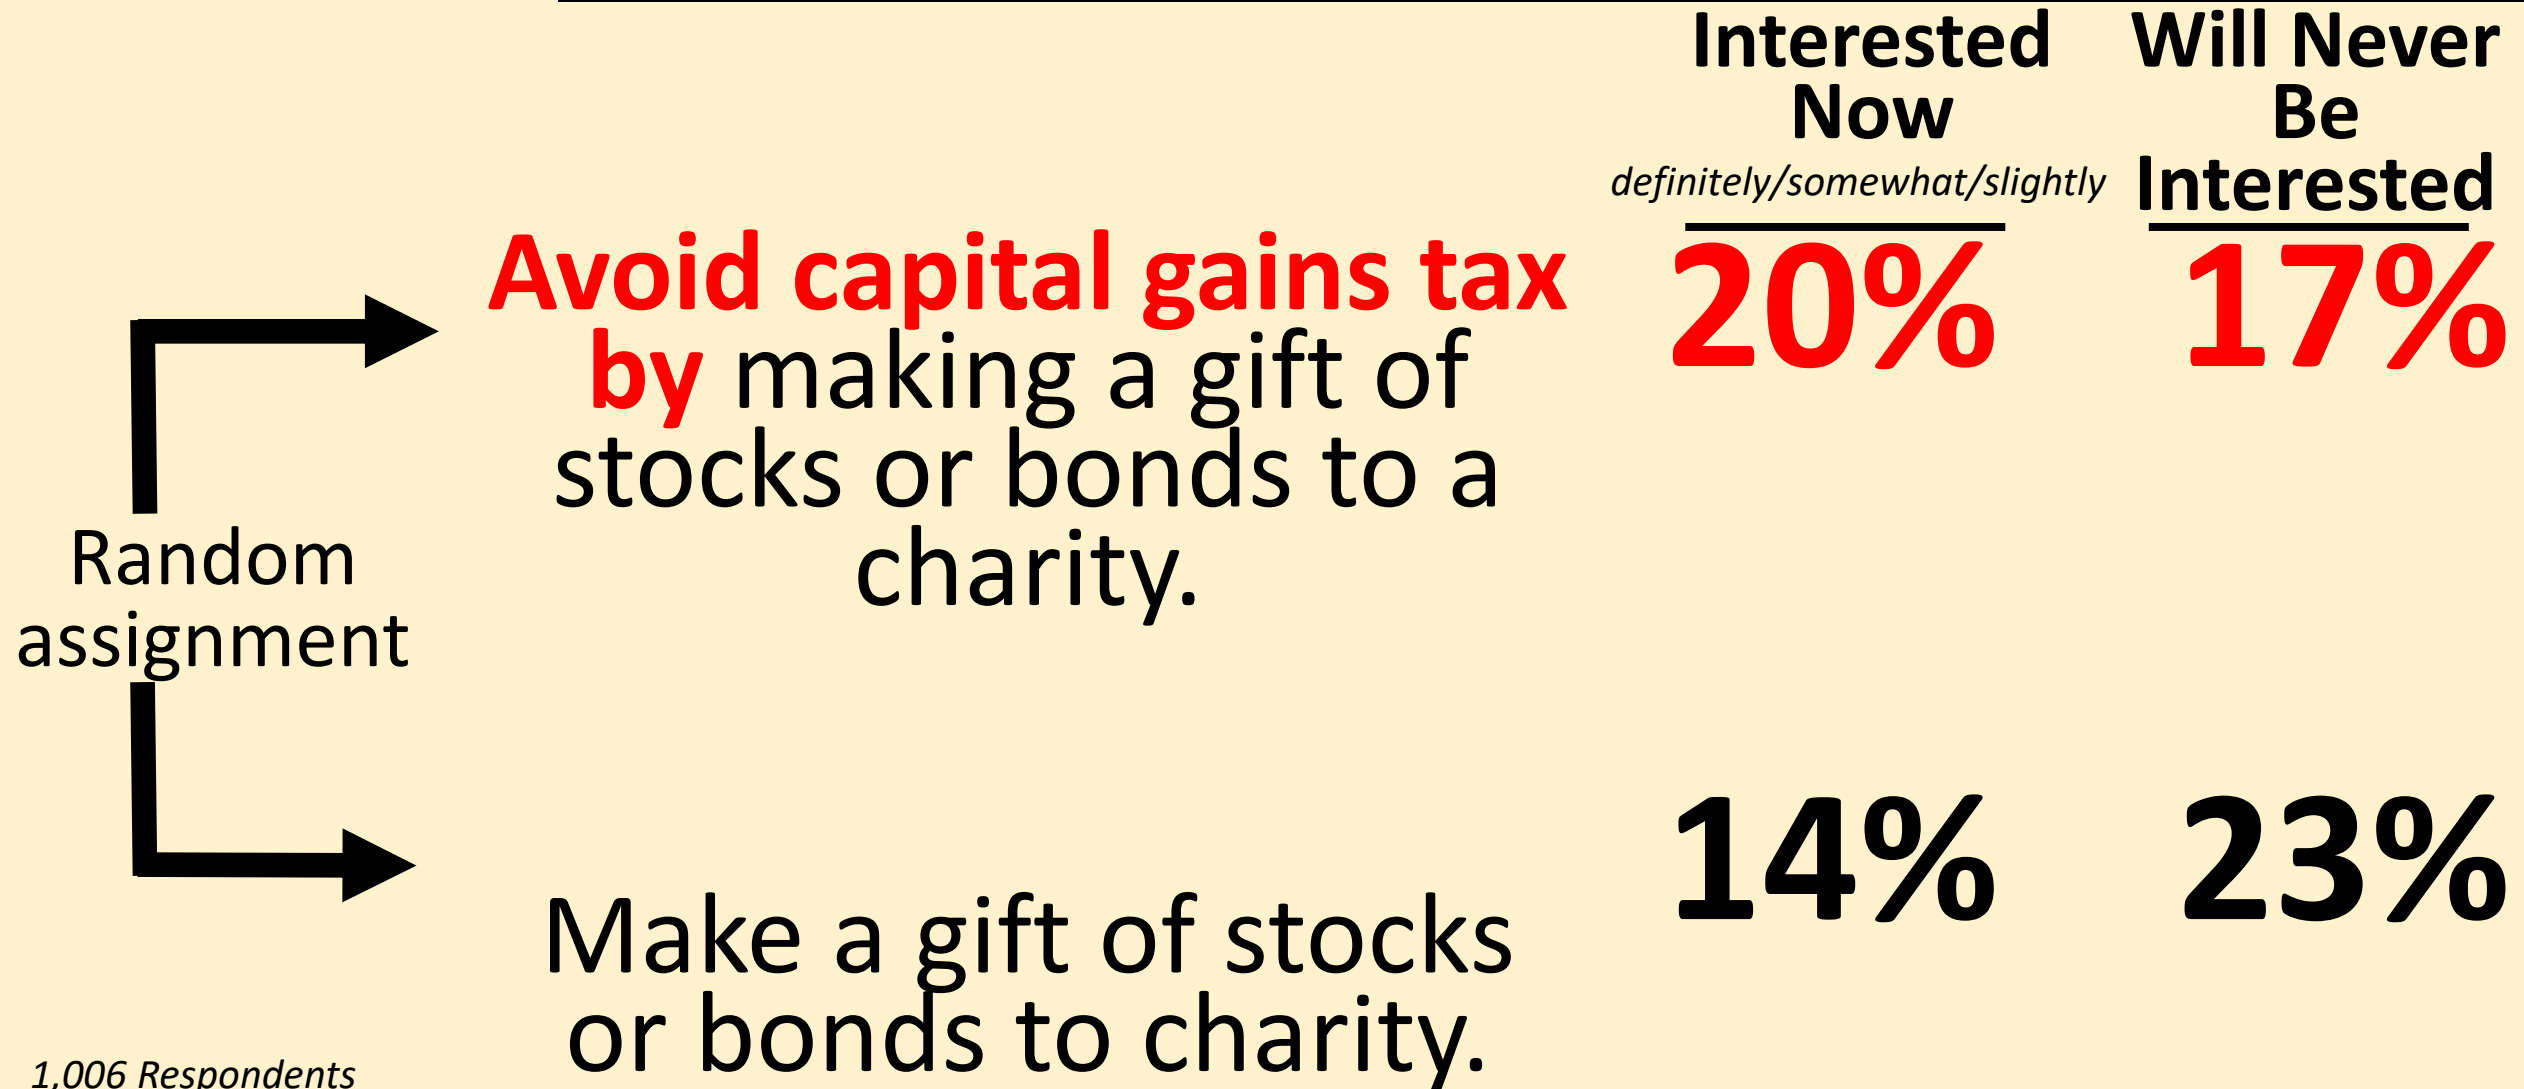 Interested
Now
definitely/somewhat/slightly
Will Never
Be
Interested
Avoid capital gains tax
by making a gift of
stocks or bonds to a
charity.
20%
17%
Random
assignment
Make a gift of stocks
or bonds to charity.
14%
23%
1,006 Respondents